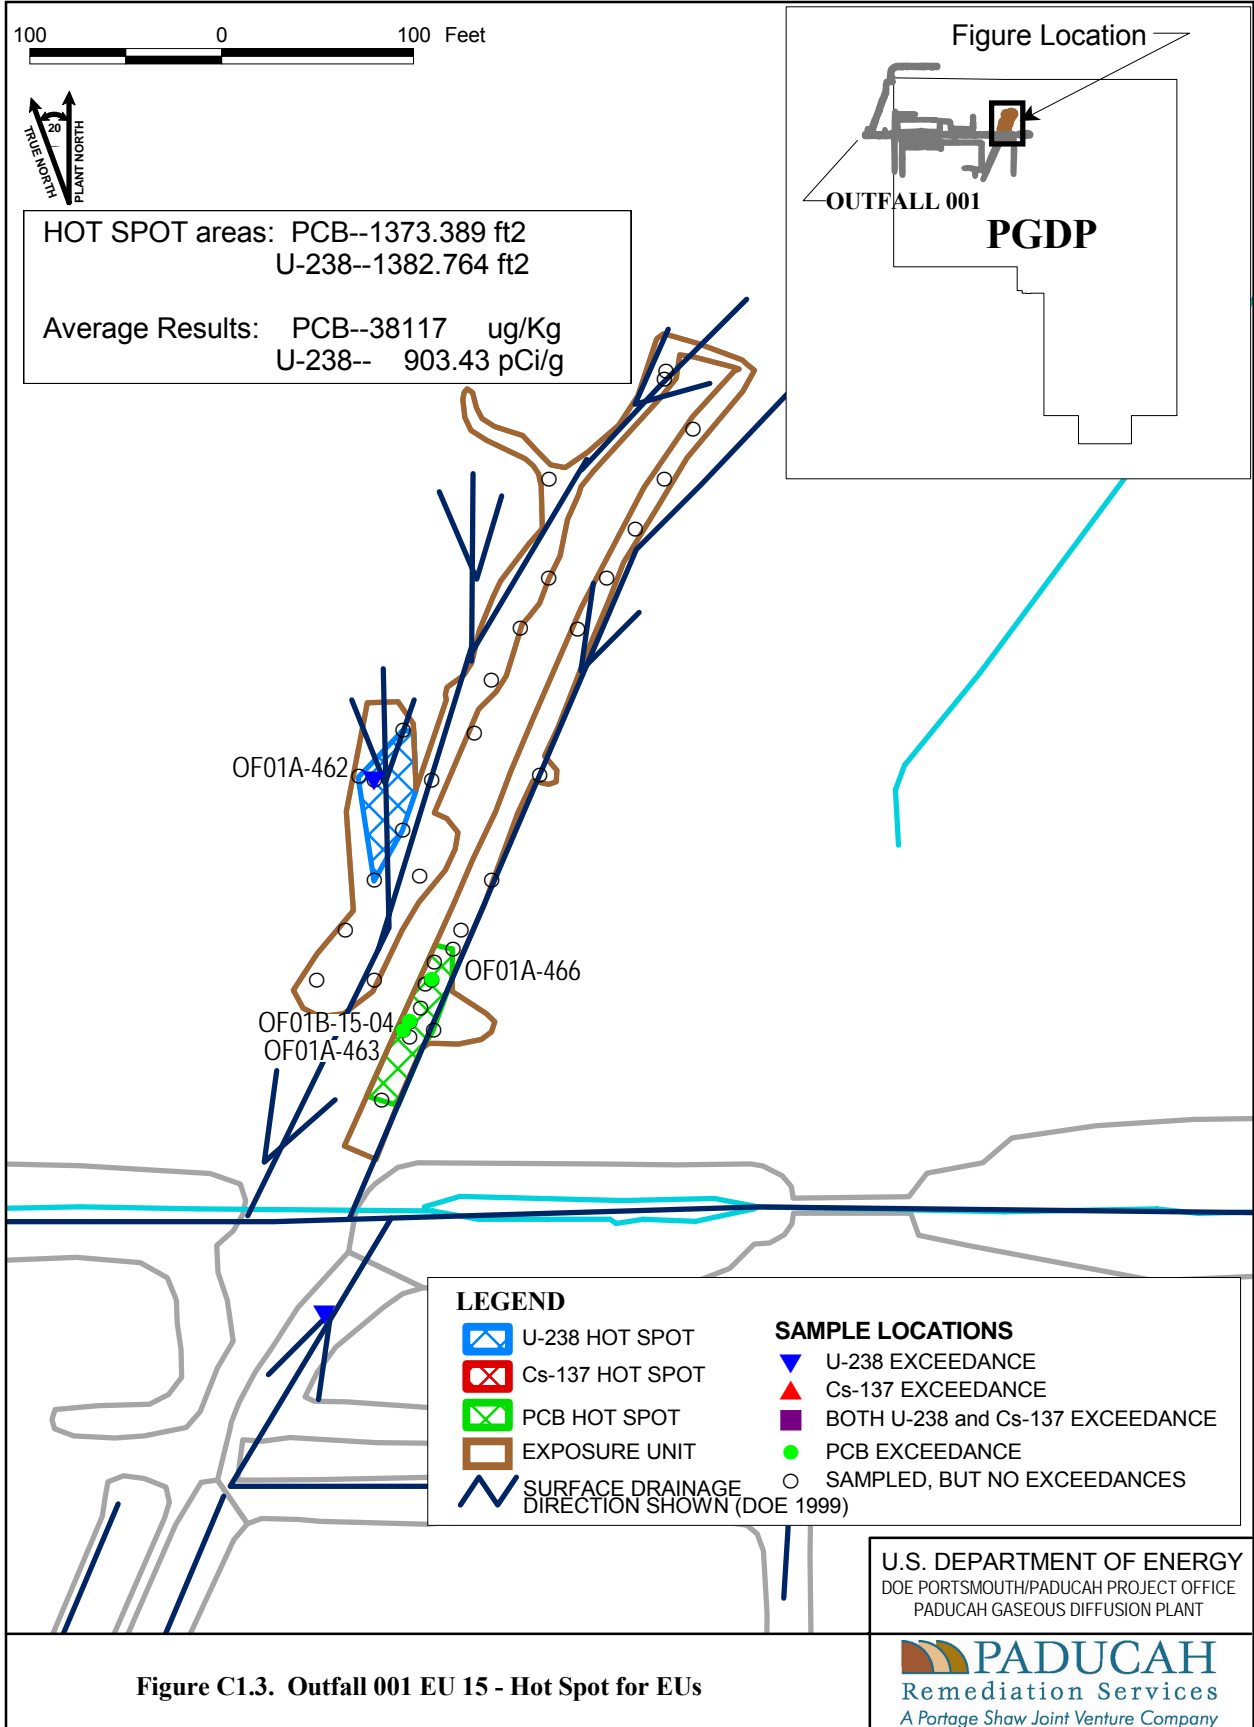 100 0 100 Feet
Figure Location
TRUE NORTH
20
PLANT NORTH
OUTFALL 001
PGDP
HOT SPOT areas: PCB--1373.389 ft2
U-238--1382.764 ft2
Average Results: PCB--38117 ug/Kg
U-238-- 903.43 pCi/g
OF01A-462
OF01A-466
OF01B-15-04
OF01A-463
LEGEND
U-238 HOT SPOT
Cs-137 HOT SPOT
PCB HOT SPOT
EXPOSURE UNIT
SURFACE DRAINAGE
DIRECTION SHOWN (DOE 1999)
SAMPLE LOCATIONS
U-238 EXCEEDANCE
Cs-137 EXCEEDANCE
BOTH U-238 and Cs-137 EXCEEDANCE
PCB EXCEEDANCE
SAMPLED, BUT NO EXCEEDANCES
U.S. DEPARTMENT OF ENERGY
DOE PORTSMOUTH/PADUCAH PROJECT OFFICE
PADUCAH GASEOUS DIFFUSION PLANT
Figure C1.3. Outfall 001 EU 15 - Hot Spot for EUs
PADUCAH
Remediation Services
A Portage Shaw Joint Venture Company